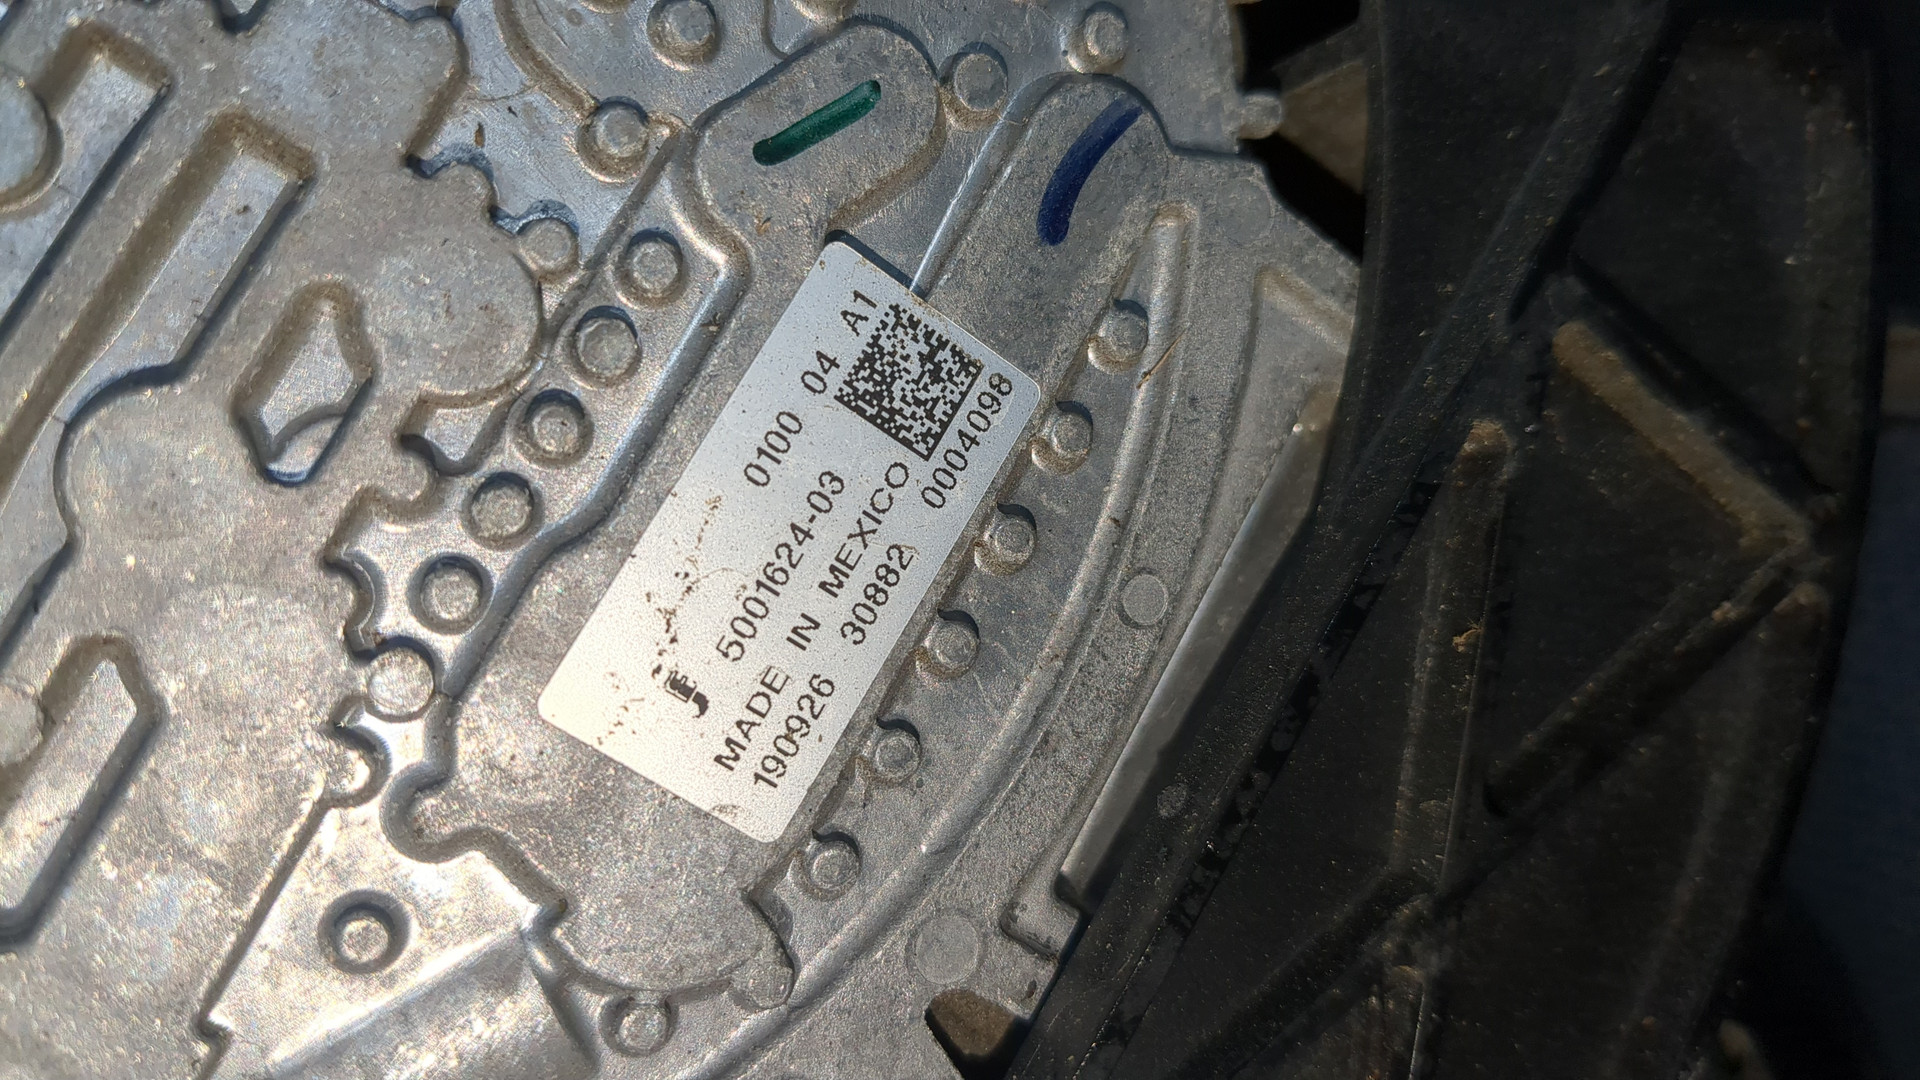 0100 04 A1
5001624-03
MADE IN MEXICO
190926 30882 0004098